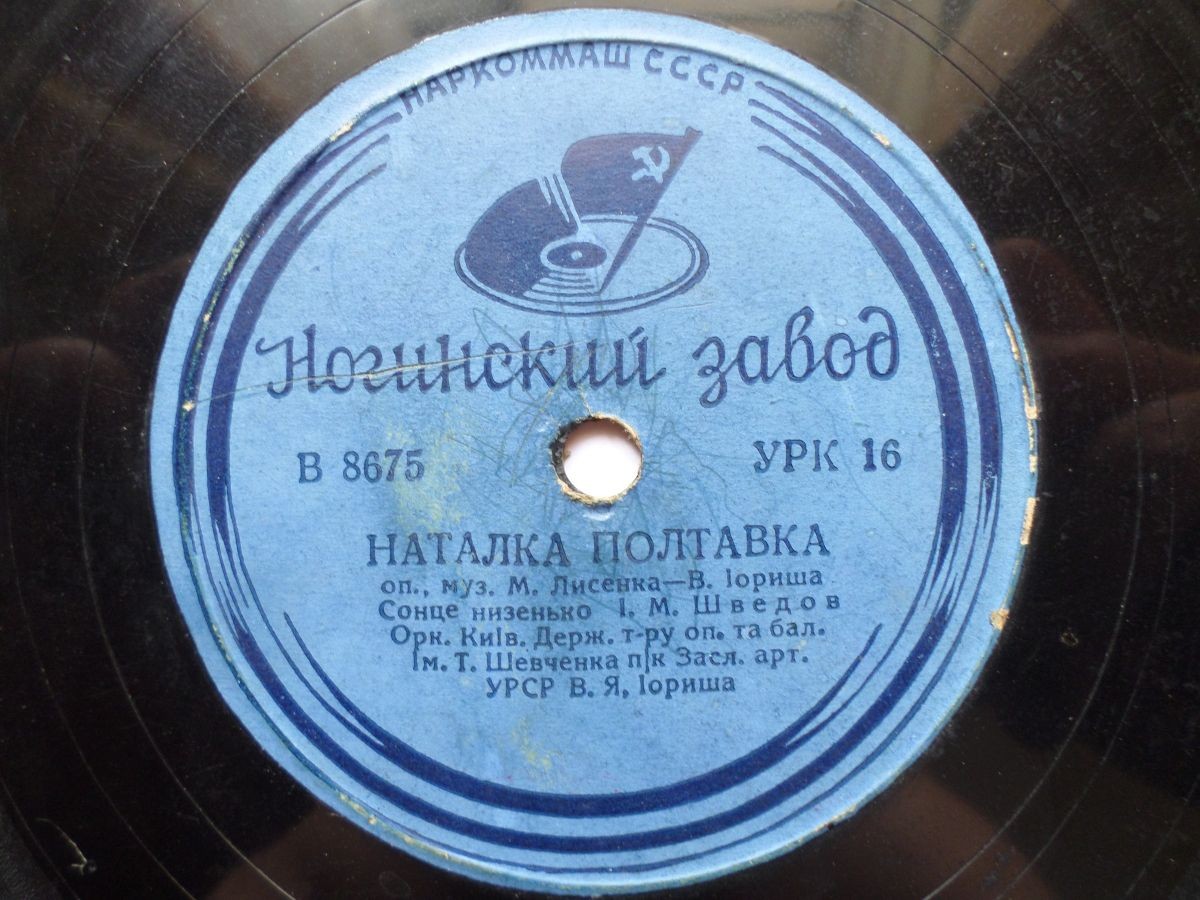 НАРКОММАШ СССР
Ногинский завод
В 8675 УРК 16
НАТАЛКА ПОЛТАВКА
оп., муз. М. Лисенка—В. Іориша
Сонце низенько І. М. Шведов
Орк. Київ. Держ. т-ру оп. та бал.
Ім. Т. Шевченка п/к Засл. арт.
УРСР В. Я, Іориша